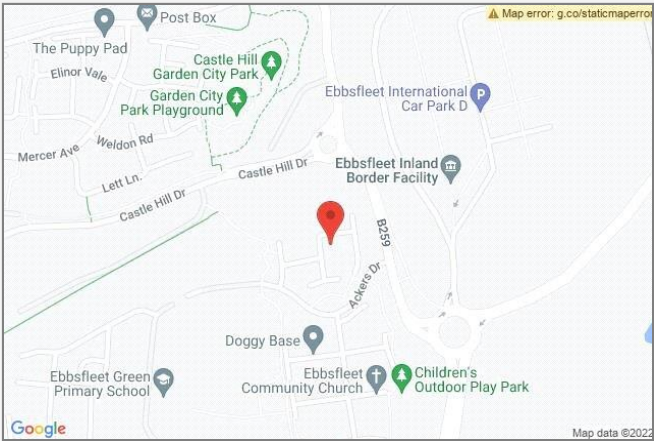 Post Box
Map error: g.co/staticmaperror
The Puppy Pad
Castle Hill
Garden City Park
Elinor Vale
Garden City
Park Playground
Ebbsfleet International
Car Park D
P
Weldon Rd
Mercer Ave
Lett Ln.
Castle Hill Dr
Castle Hill Dr
Ebbsfleet Inland
Border Facility
B259
Ackers Dr
Doggy Base
Ebbsfleet Green
Primary School
Ebbsfleet
Community Church
Children's
Outdoor Play Park
Google
Map data ©2022